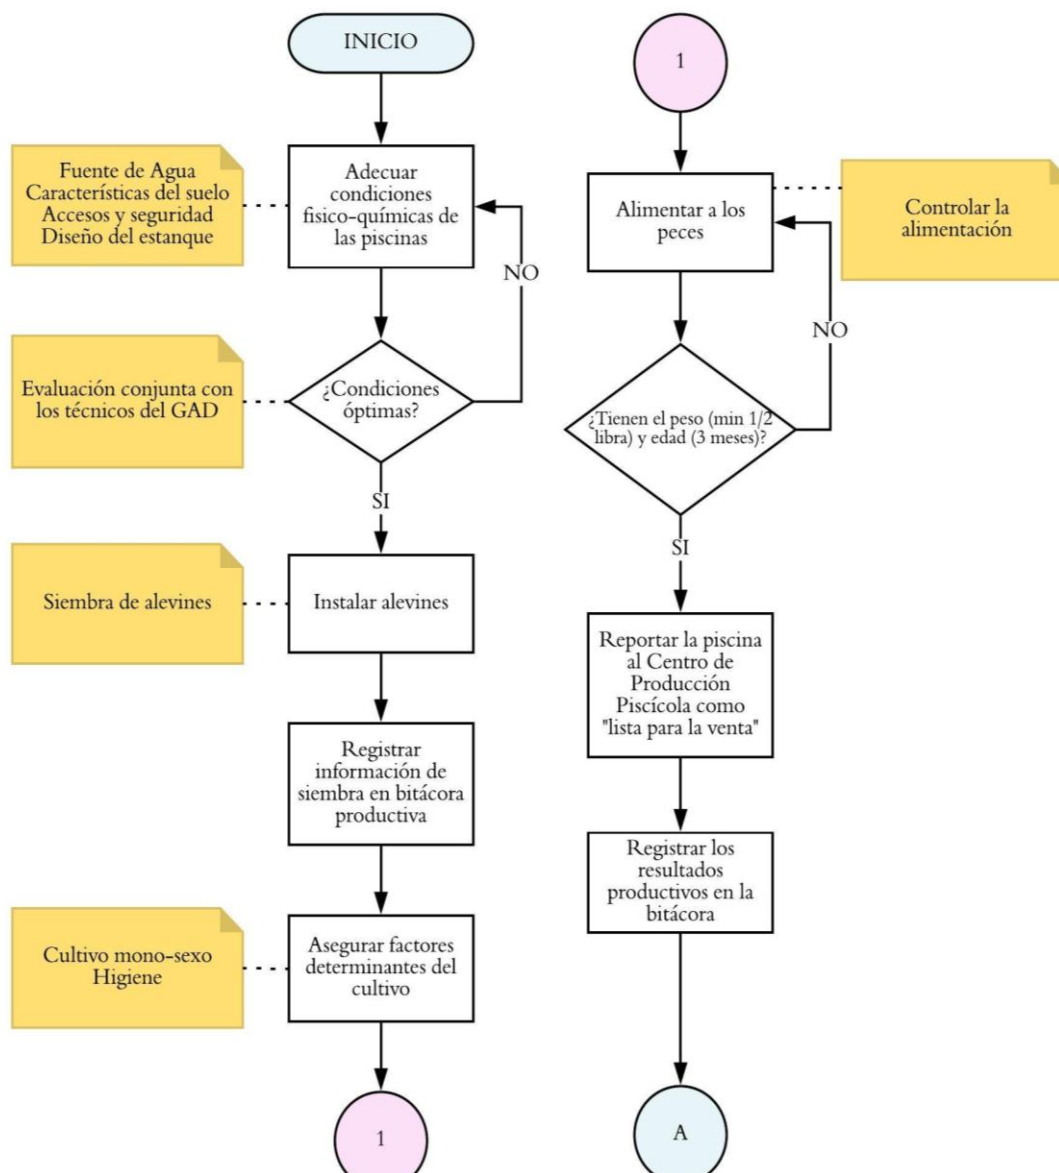 INICIO
Fuente de Agua
Características del suelo
Accesos y seguridad
Diseño del estanque
Adecuar
condiciones
fisico-químicas de
las piscinas
NO
Evaluación conjunta con
los técnicos del GAD
¿Condiciones
óptimas?
SI
Siembra de alevines
Instalar alevines
Registrar
información de
siembra en bitácora
productiva
Cultivo mono-sexo
Higiene
Asegurar factores
determinantes del
cultivo
1
1
Alimentar a los
peces
Controlar la
alimentación
NO
¿Tienen el peso (min 1/2
libra) y edad (3 meses)?
SI
Reportar la piscina
al Centro de
Producción
Piscícola como
"lista para la venta"
Registrar los
resultados
productivos en la
bitácora
A